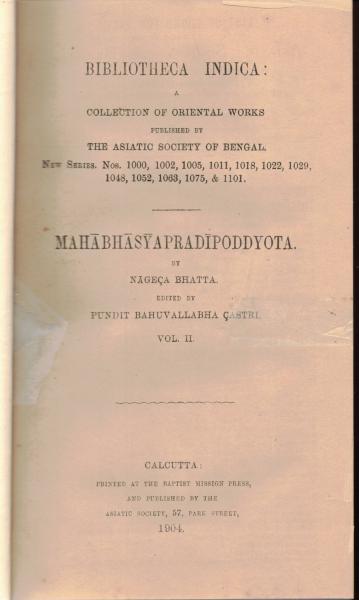 BIBLIOTHECA INDICA:
A
COLLECTION OF ORIENTAL WORKS
PUBLISHED BY
THE ASIATIC SOCIETY OF BENGAL.
NEW SERIES. NOS. 1000, 1002, 1005, 1011, 1018, 1022, 1029,
1048, 1052, 1063, 1075, & 1101.
MAHĀBHĀṢYAPRADĪPODDYOTA.
BY
NĀGEÇA BHATTA.
EDITED BY
PUNDIT BAHUVALLABHA ÇASTRI.
VOL. II.
CALCUTTA:
PRINTED AT THE BAPTIST MISSION PRESS,
AND PUBLISHED BY THE
ASIATIC SOCIETY, 57, PARK STREET,
1904.